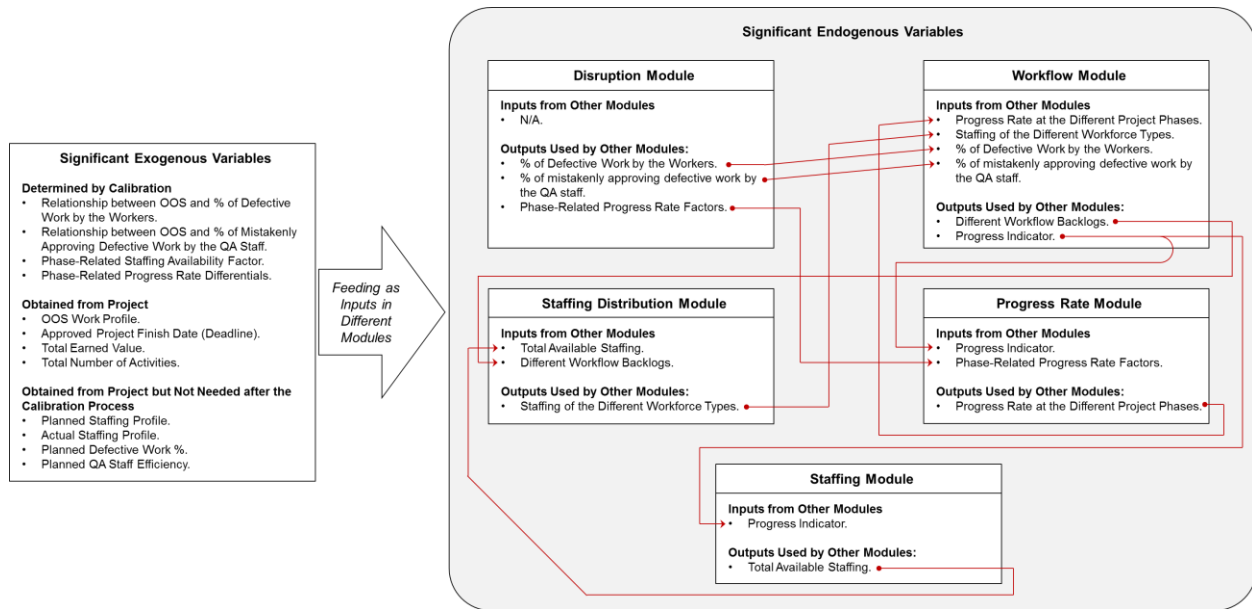 Significant Exogenous Variables
Determined by Calibration
• Relationship between OOS and % of Defective
Work by the Workers.
• Relationship between OOS and % of Mistakenly
Approving Defective Work by the QA Staff.
• Phase-Related Staffing Availability Factor.
• Phase-Related Progress Rate Differentials.
Obtained from Project
• OOS Work Profile.
• Approved Project Finish Date (Deadline).
• Total Earned Value.
• Total Number of Activities.
Obtained from Project but Not Needed after the
Calibration Process
• Planned Staffing Profile.
• Actual Staffing Profile.
• Planned Defective Work %.
• Planned QA Staff Efficiency.
Feeding as
Inputs in
Different
Modules
Significant Endogenous Variables
Disruption Module
Inputs from Other Modules
• N/A.
Outputs Used by Other Modules:
• % of Defective Work by the Workers.
• % of mistakenly approving defective work by
the QA staff.
• Phase-Related Progress Rate Factors.
Workflow Module
Inputs from Other Modules
• Progress Rate at the Different Project Phases.
• Staffing of the Different Workforce Types.
• % of Defective Work by the Workers.
• % of mistakenly approving defective work by
the QA staff.
Outputs Used by Other Modules:
• Different Workflow Backlogs.
• Progress Indicator.
Staffing Distribution Module
Inputs from Other Modules
• Total Available Staffing.
• Different Workflow Backlogs.
Outputs Used by Other Modules:
• Staffing of the Different Workforce Types.
Progress Rate Module
Inputs from Other Modules
• Progress Indicator.
• Phase-Related Progress Rate Factors.
Outputs Used by Other Modules:
• Progress Rate at the Different Project Phases.
Staffing Module
Inputs from Other Modules
• Progress Indicator.
Outputs Used by Other Modules:
• Total Available Staffing.